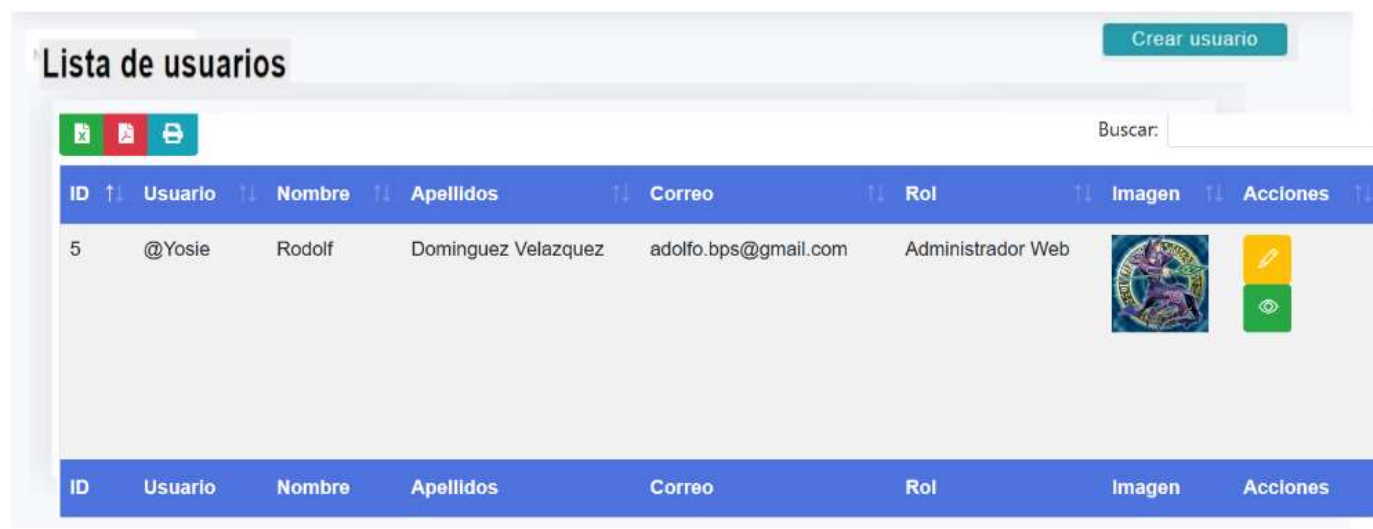 Crear usuario
Lista de usuarios
Buscar:
ID Usuario Nombre Apellidos Correo Rol Imagen Acciones
5 @Yosie Rodolf Dominguez Velazquez adolfo.bps@gmail.com Administrador Web
ID Usuario Nombre Apellidos Correo Rol Imagen Acciones